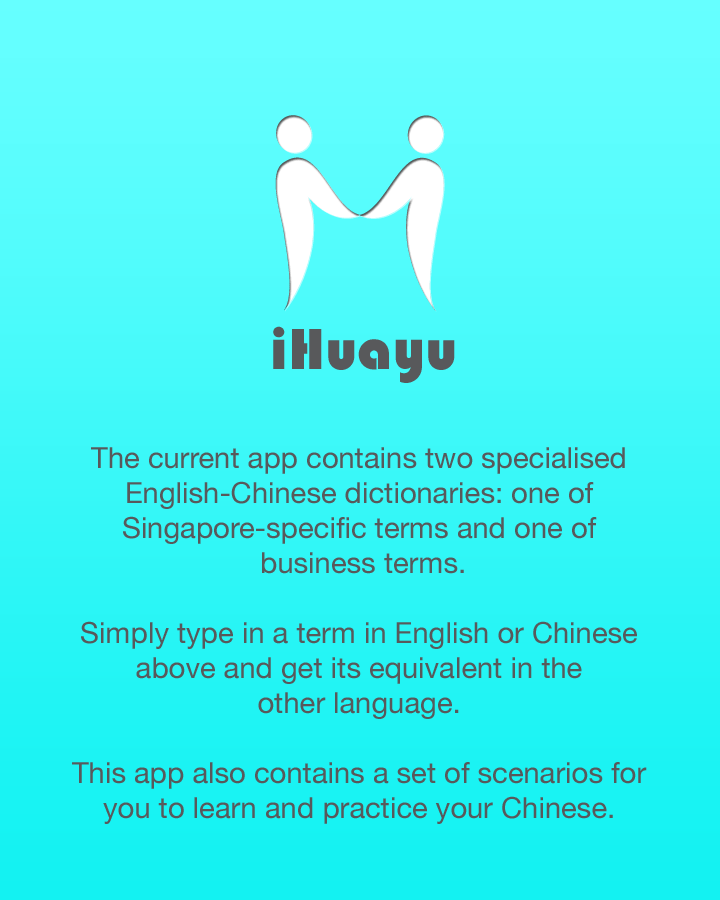 iHuayu
The current app contains two specialised
English-Chinese dictionaries: one of
Singapore-specific terms and one of
business terms.
Simply type in a term in English or Chinese
above and get its equivalent in the
other language.
This app also contains a set of scenarios for
you to learn and practice your Chinese.